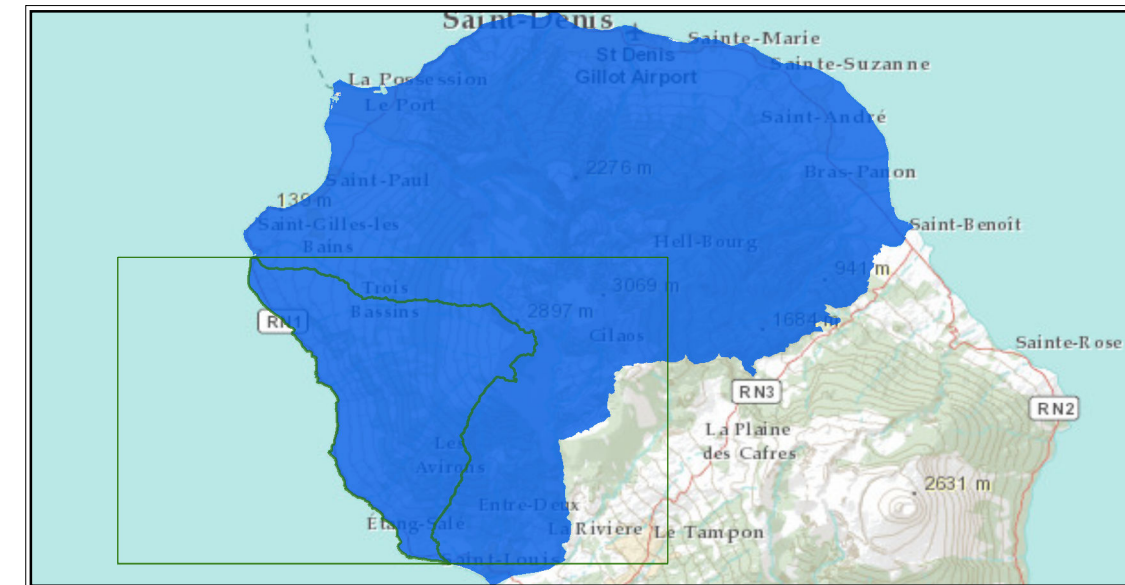 Saint-Denis
Sainte-Marie
St Denis
Gillot Airport
Sainte-Suzanne
La Possession
Le Port
Saint-André
2276 m
Bras-Panon
Saint-Paul
139 m
Saint-Gilles-les
Bains
Saint-Benoît
Hell-Bourg
941 m
Trois
Bassins
3069 m
2897 m
RN1
Cilaos
1684 m
Sainte-Rose
RN3
RN2
La Plaine
des Cafres
Les
Avirons
2631 m
Entre-Deux
Étang-Salé
La Rivière
Le Tampon
Saint-Louis